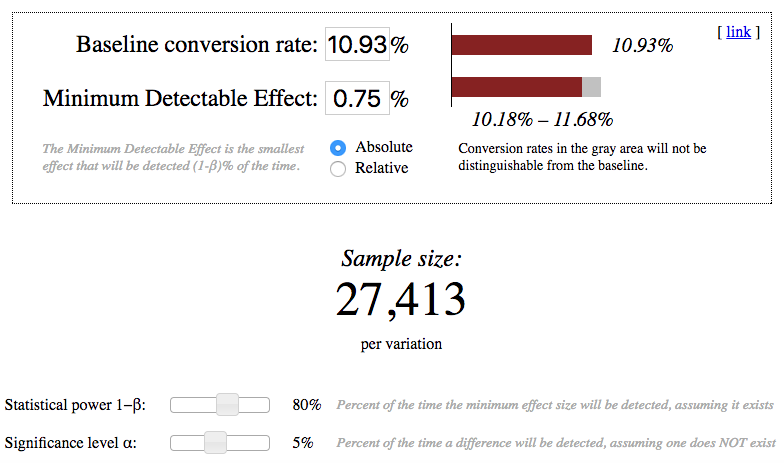 Baseline conversion rate: 10.93%
10.93%
[ link ]
Minimum Detectable Effect: 0.75 %
10.18% – 11.68%
The Minimum Detectable Effect is the smallest
effect that will be detected (1-β)% of the time.
Absolute
Relative
Conversion rates in the gray area will not be
distinguishable from the baseline.
Sample size:
27,413
per variation
Statistical power 1−β: 80% Percent of the time the minimum effect size will be detected, assuming it exists
Significance level α: 5% Percent of the time a difference will be detected, assuming one does NOT exist